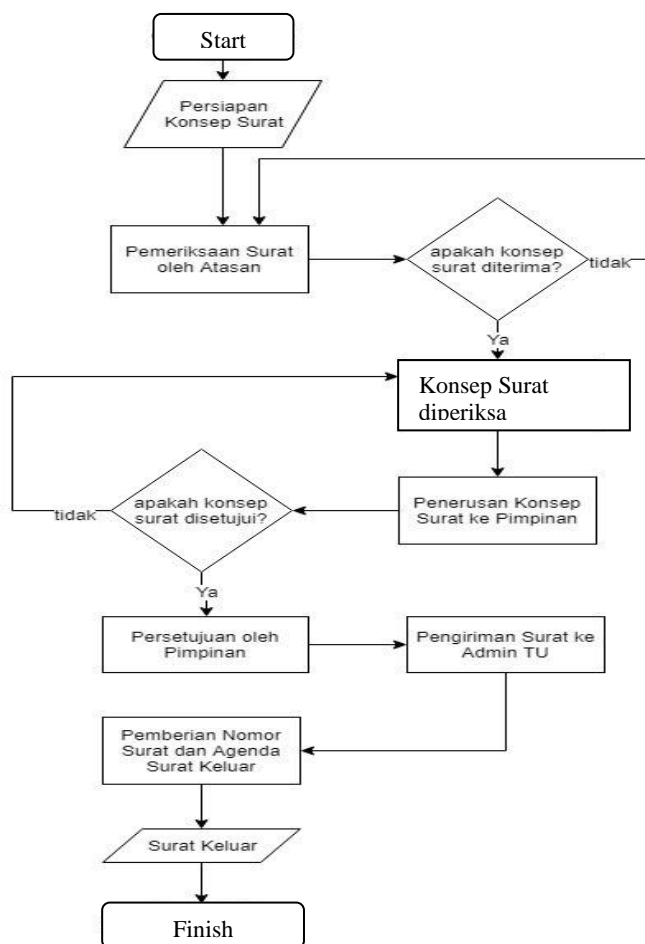 Start
Persiapan
Konsep Surat
Pemeriksaan Surat
oleh Atasan
apakah konsep
surat diterima?
tidak
Ya
Konsep Surat
diperiksa
Penerusan Konsep
Surat ke Pimpinan
apakah konsep
surat disetujui?
tidak
Ya
Persetujuan oleh
Pimpinan
Pengiriman Surat ke
Admin TU
Pemberian Nomor
Surat dan Agenda
Surat Keluar
Surat Keluar
Finish